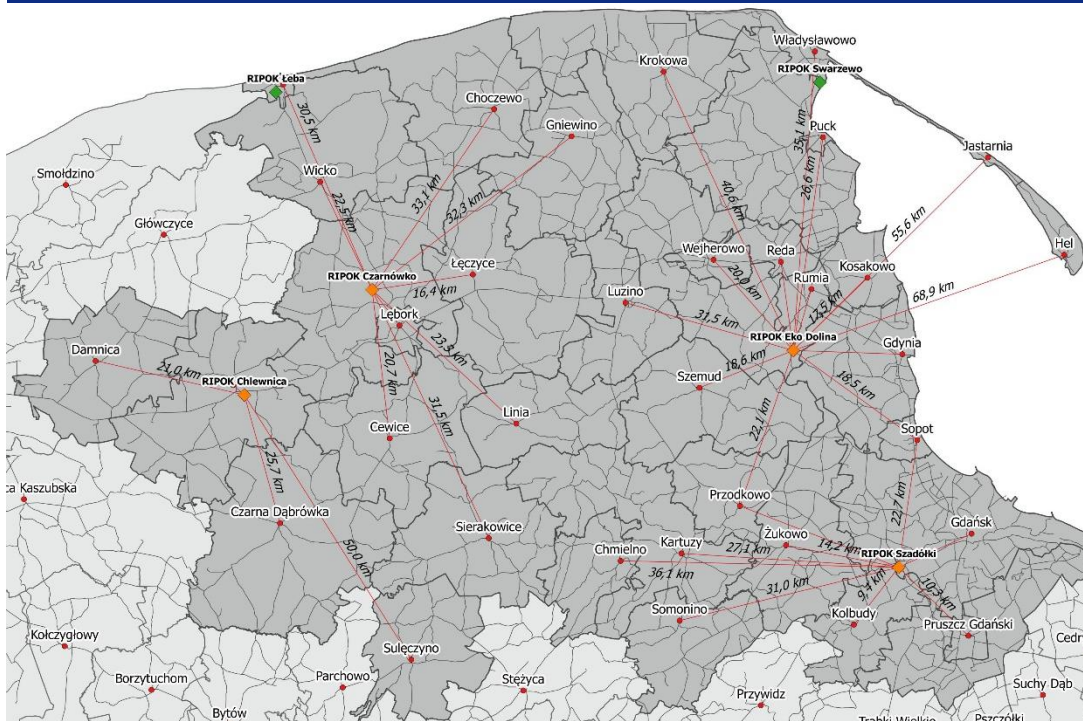 Władysławowo
Krokowa
RIPOK Swarzewo
RIPOK Łeba
30,5 km
Choczewo
Gniewino
35,1 km
Puck
Jastarnia
Smołdzino
Wicko
22,5 km
33,1 km
32,3 km
40,6 km
26,6 km
55,6 km
Główczyce
Wejherowo
20,0 km
Reda
Hel
RIPOK Czarnówko
Łęczyce
16,4 km
Rumia
Kosakowo
12,5 km
68,9 km
Luzino
31,5 km
Lębork
23,3 km
RIPOK Eko Dolina
Gdynia
Damnica
21,0 km
RIPOK Chlewnica
20,7 km
18,6 km
Szemud
18,5 km
31,5 km
Linia
Cewice
22,1 km
Sopot
25,7 km
ca Kaszubska
Przodkowo
22,7 km
Czarna Dąbrówka
Sierakowice
Gdańsk
50,0 km
Chmielno
Kartuzy
27,1 km
Żukowo
14,2 km
RIPOK Szadółki
36,1 km
31,0 km
9,4 km
10,3 km
Somonino
Kolbudy
Pruszcz Gdański
Kołczygłowy
Sulęczyno
Cedr
Borzytuchom
Parchowo
Stężyca
Przywidz
Suchy Dąb
Bytów
Trąbki Wielkie
Pszczółki